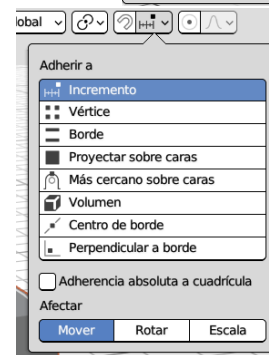 lobal
Adherir a
Incremento
Vértice
Borde
Proyectar sobre caras
Más cercano sobre caras
Volumen
Centro de borde
Perpendicular a borde
Adherencia absoluta a cuadrícula
Afectar
Mover Rotar Escala